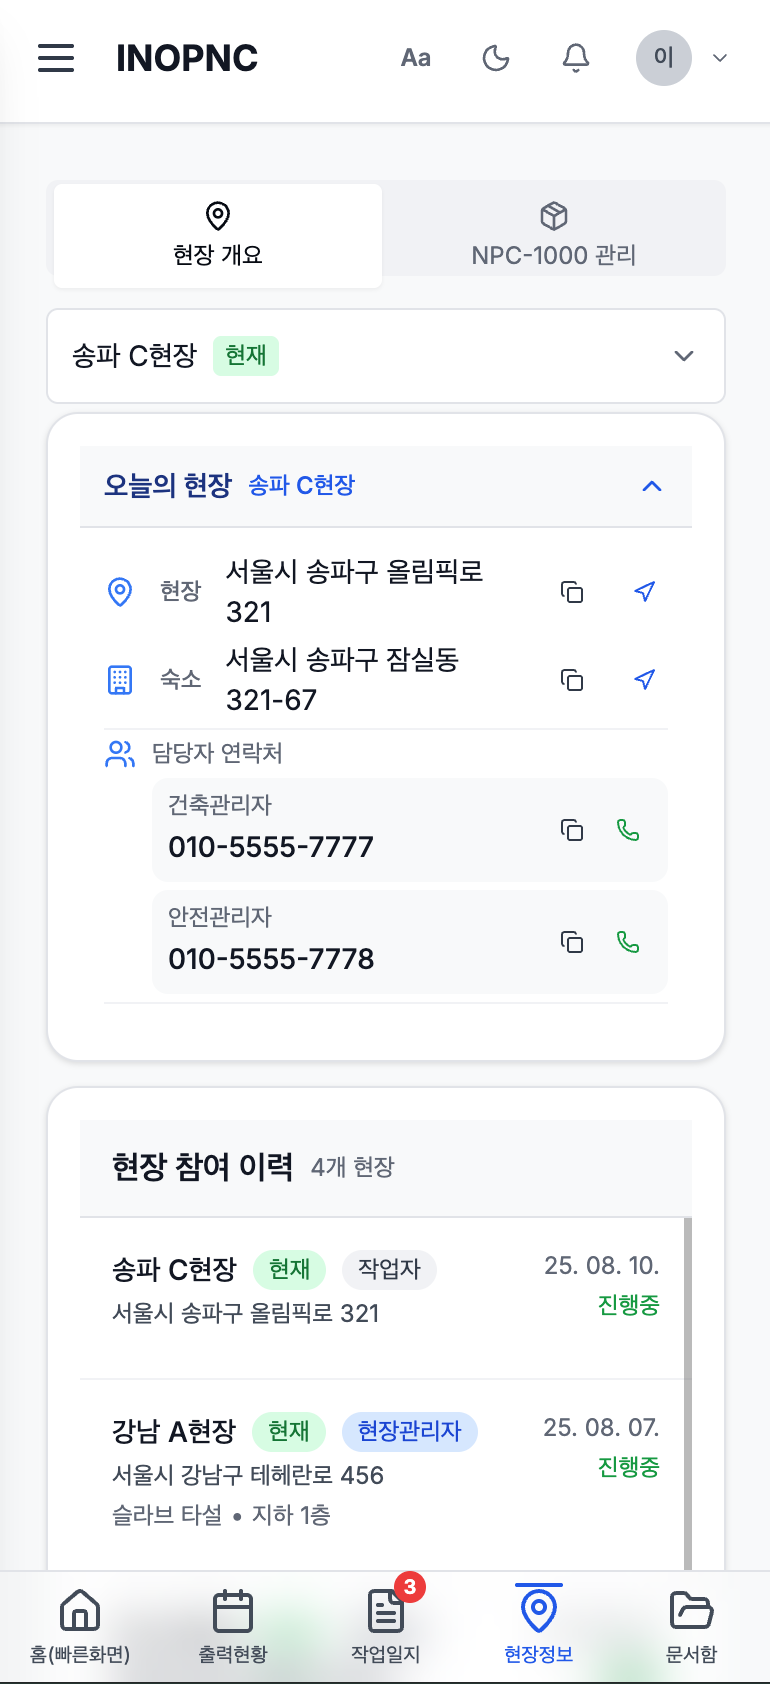 INOPNC
Aa
이
현장 개요
NPC-1000 관리
송파 C현장 현재
오늘의 현장 송파 C현장
현장
서울시 송파구 올림픽로
321
숙소
서울시 송파구 잠실동
321-67
담당자 연락처
건축관리자
010-5555-7777
안전관리자
010-5555-7778
현장 참여 이력 4개 현장
송파 C현장 현재 작업자 25. 08. 10.
서울시 송파구 올림픽로 321 진행중
강남 A현장 현재 현장관리자 25. 08. 07.
서울시 강남구 테헤란로 456 진행중
슬라브 타설 • 지하 1층
3
홈(빠른화면) 출력현황 작업일지 현장정보 문서함